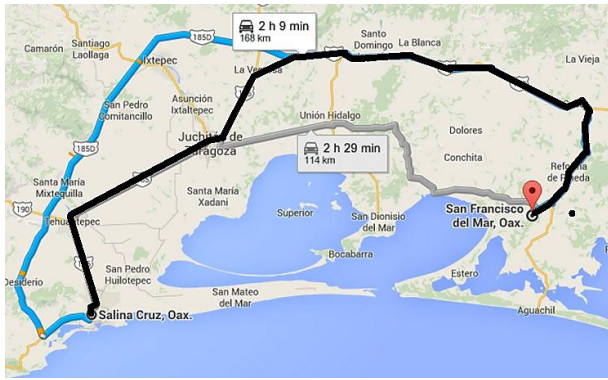 2 h 9 min
168 km
185D
Santo
Domingo
La Blanca
Santiago
Laollaga
Camarón
Ixtepec
La Vieja
La Ve
San Pedro
Comitancillo
Asunción
Ixtaltepec
Unión Hidalgo
Juchitán de
Zaragoza
2 h 29 min
114 km
Dolores
185D
Conchita
Reforma
de Pineda
Santa María
Mixtequilla
Santa María
Xadani
190
Tehuantepec
Superior
San Dionisio
del Mar
San Francisco
del Mar, Oax.
Bocabarra
San Pedro
Huilotepec
Estero
Desiderio
San Mateo
del Mar
Salina Cruz, Oax.
Aguachil